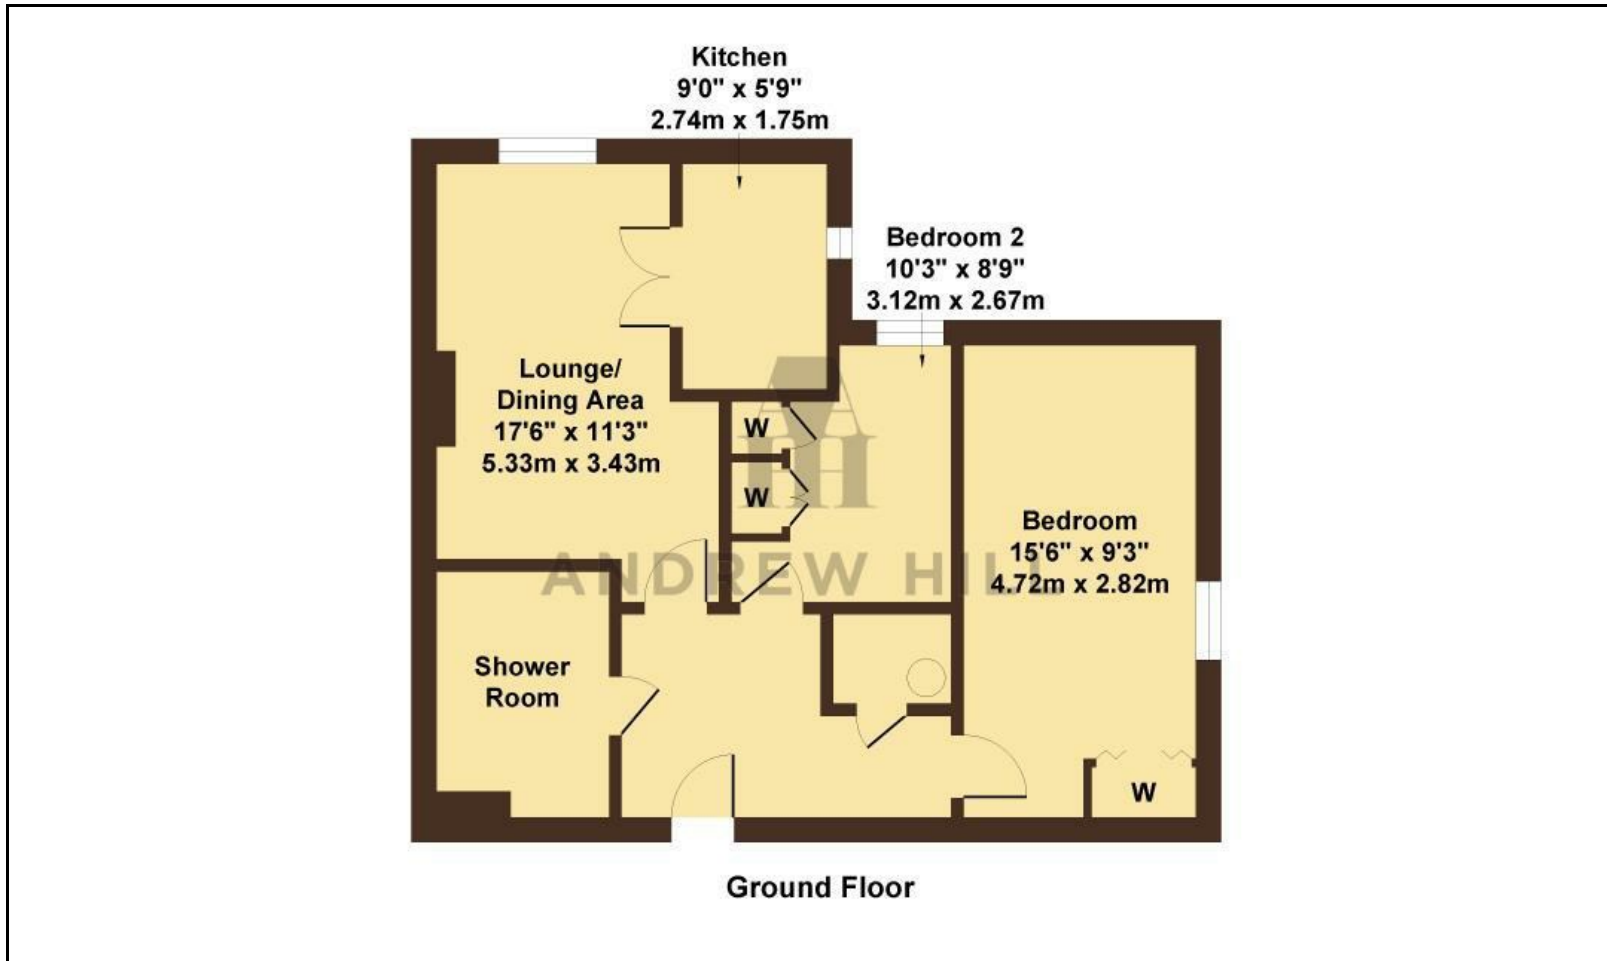 Kitchen
9'0" x 5'9"
2.74m x 1.75m
Bedroom 2
10'3" x 8'9"
3.12m x 2.67m
Lounge/
Dining Area
17'6" x 11'3"
5.33m x 3.43m
W
W
Bedroom
15'6" x 9'3"
4.72m x 2.82m
ANDREW HILL
Shower
Room
W
Ground Floor